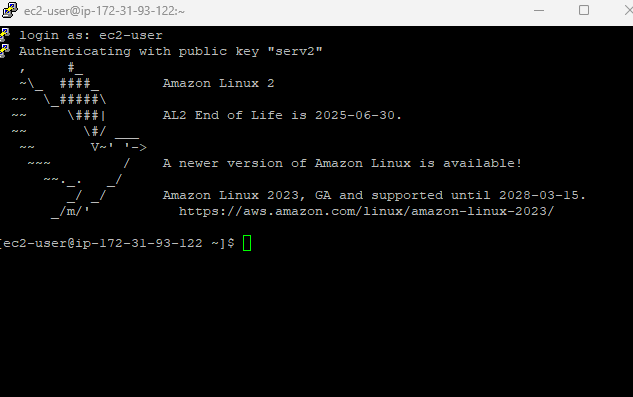 ec2-user@ip-172-31-93-122:~
login as: ec2-user
Authenticating with public key "serv2"
   ,     #_
   ~\_  ####_        Amazon Linux 2
  ~~  \_#####\
  ~~     \###|       AL2 End of Life is 2025-06-30.
  ~~       \#/ ___
   ~~       V~' '->
    ~~~         /    A newer version of Amazon Linux is available!
      ~~._.   _/
         _/ _/       Amazon Linux 2023, GA and supported until 2028-03-15.
       _/m/'           https://aws.amazon.com/linux/amazon-linux-2023/
[ec2-user@ip-172-31-93-122 ~]$